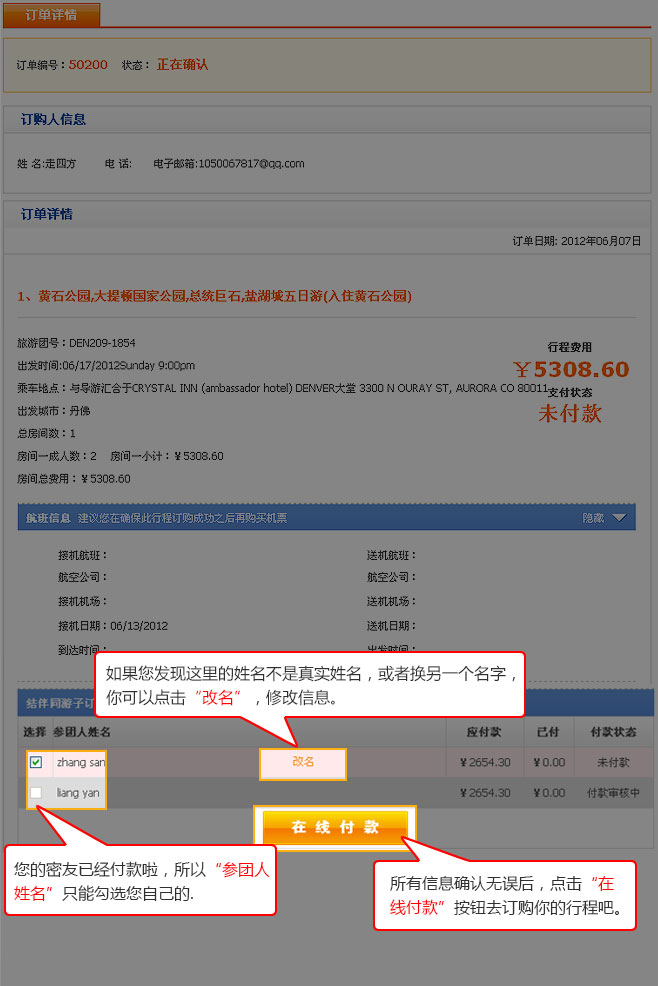 订单详情
订单编号：50200 状态： 正在确认
订购人信息
姓 名:走四方 电 话: 电子邮箱:1050067817@qq.com
订单详情
订单日期: 2012年06月07日
1、黄石公园,大提顿国家公园,总统巨石,盐湖城五日游(入住黄石公园)
旅游团号：DEN209-1854
行程费用
出发时间:06/17/2012Sunday 9:00pm
￥5308.60
乘车地点：与导游汇合于CRYSTAL INN (ambassador hotel) DENVER大堂 3300 N OURAY ST, AURORA CO 80011
支付状态
出发城市：丹佛
未付款
总房间数：1
房间一成人数：2 房间一小计：￥5308.60
房间总费用：￥5308.60
航班信息 建议您在确保此行程订购成功之后再购买机票 隐藏
接机航班： 送机航班：
航空公司： 航空公司：
接机机场： 送机机场：
接机日期：06/13/2012 送机日期：
到达时间： 出发时间：
如果您发现这里的姓名不是真实姓名，或者换另一个名字，
你可以点击“改名”，修改信息。
结伴同游子订
选择 参团人姓名 应付款 已付 付款状态
zhang san 改名 ￥2654.30 ￥0.00 未付款
liang yan ￥2654.30 ￥0.00 付款审核中
在 线 付 款
您的密友已经付款啦，所以“参团人
姓名”只能勾选您自己的.
所有信息确认无误后，点击“在
线付款”按钮去订购你的行程吧。